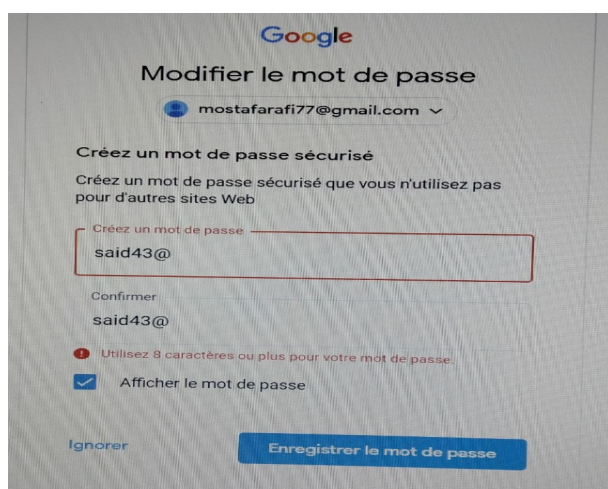 Google
Modifier le mot de passe
mostafarafi77@gmail.com
Créez un mot de passe sécurisé
Créez un mot de passe sécurisé que vous n'utilisez pas
pour d'autres sites Web
Créez un mot de passe
said43@
Confirmer
said43@
Utilisez 8 caractères ou plus pour votre mot de passe.
Afficher le mot de passe
Ignorer
Enregistrer le mot de passe